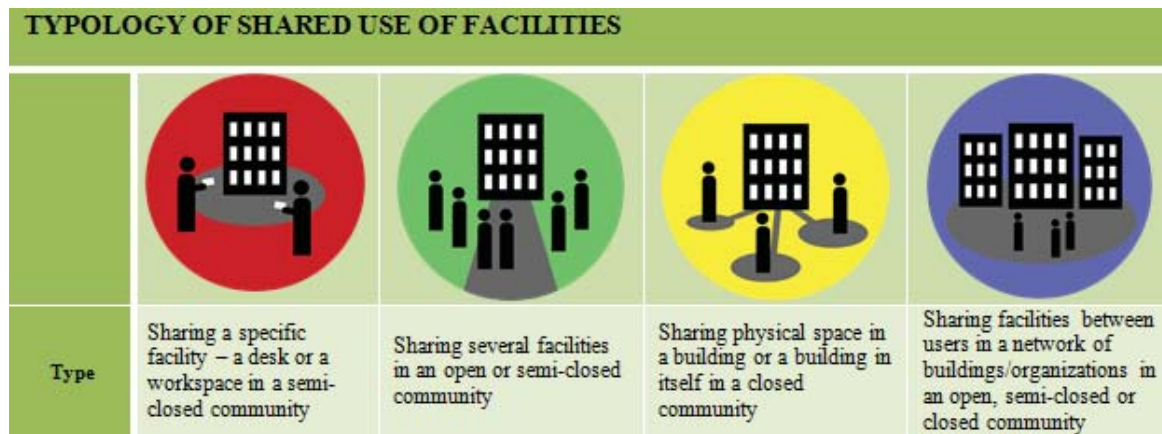 TYPOLOGY OF SHARED USE OF FACILITIES
Type
Sharing a specific
facility – a desk or a
workspace in a semi-
closed community
Sharing several facilities
in an open or semi-closed
community
Sharing physical space in
a building or a building in
itself in a closed
community
Sharing facilities between
users in a network of
buildings/organizations in
an open, semi-closed or
closed community